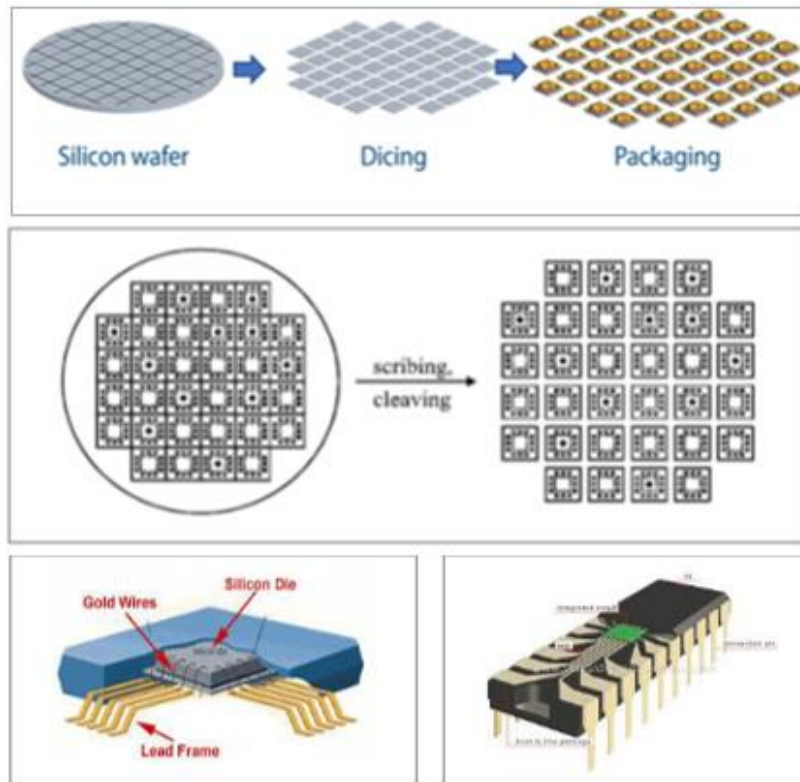 Silicon wafer
Dicing
Packaging
scribing,
cleaving
Silicon Die
Gold Wires
Lead Frame